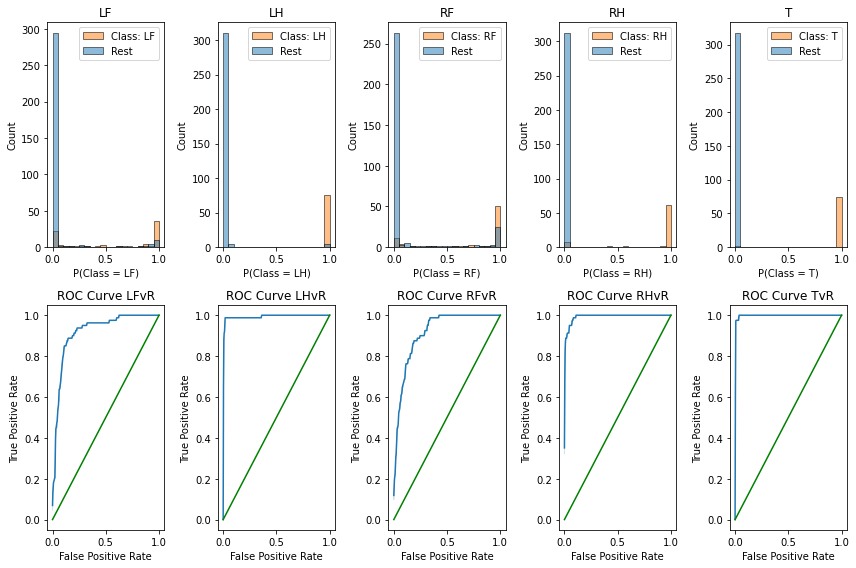 LF
Count
300
250
200
150
100
50
0
Class: LF
Rest
0.0 0.5 1.0
P(Class = LF)
LH
Count
300
250
200
150
100
50
0
Class: LH
Rest
0.0 0.5 1.0
P(Class = LH)
RF
Count
250
200
150
100
50
0
Class: RF
Rest
0.0 0.5 1.0
P(Class = RF)
RH
Count
300
250
200
150
100
50
0
Class: RH
Rest
0.0 0.5 1.0
P(Class = RH)
T
Count
300
250
200
150
100
50
0
Class: T
Rest
0.0 0.5 1.0
P(Class = T)
ROC Curve LFvR
True Positive Rate
1.0
0.8
0.6
0.4
0.2
0.0
0.0 1.0
False Positive Rate
ROC Curve LHvR
True Positive Rate
1.0
0.8
0.6
0.4
0.2
0.0
0.0 0.5 1.0
False Positive Rate
ROC Curve RFvR
True Positive Rate
1.0
0.8
0.6
0.4
0.2
0.0
0.0 0.5 1.0
False Positive Rate
ROC Curve RHvR
True Positive Rate
1.0
0.8
0.6
0.4
0.2
0.0
0.0 0.5 1.0
False Positive Rate
ROC Curve TvR
True Positive Rate
1.0
0.8
0.6
0.4
0.2
0.0
0.0 0.5 1.0
False Positive Rate